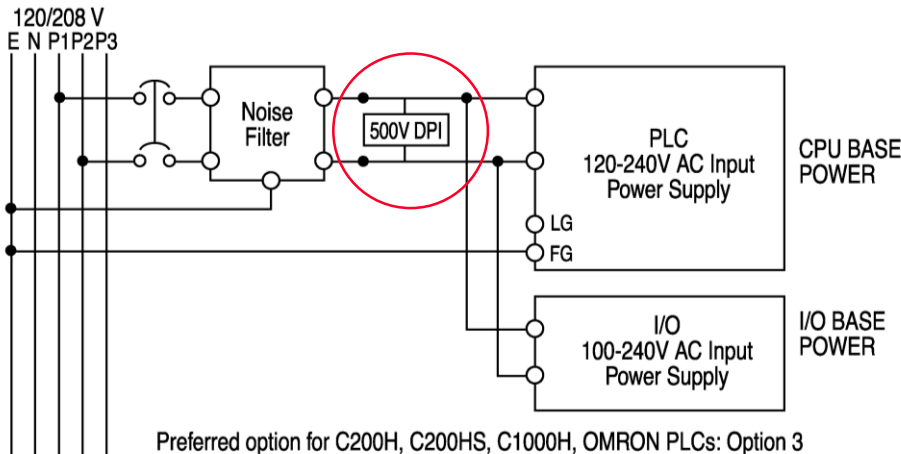 120/208 V
E N P1P2P3
Noise
Filter
500V DPI
PLC
120-240V AC Input
Power Supply
CPU BASE
POWER
LG
FG
I/O
100-240V AC Input
Power Supply
I/O BASE
POWER
Preferred option for C200H, C200HS, C1000H, OMRON PLCs: Option 3